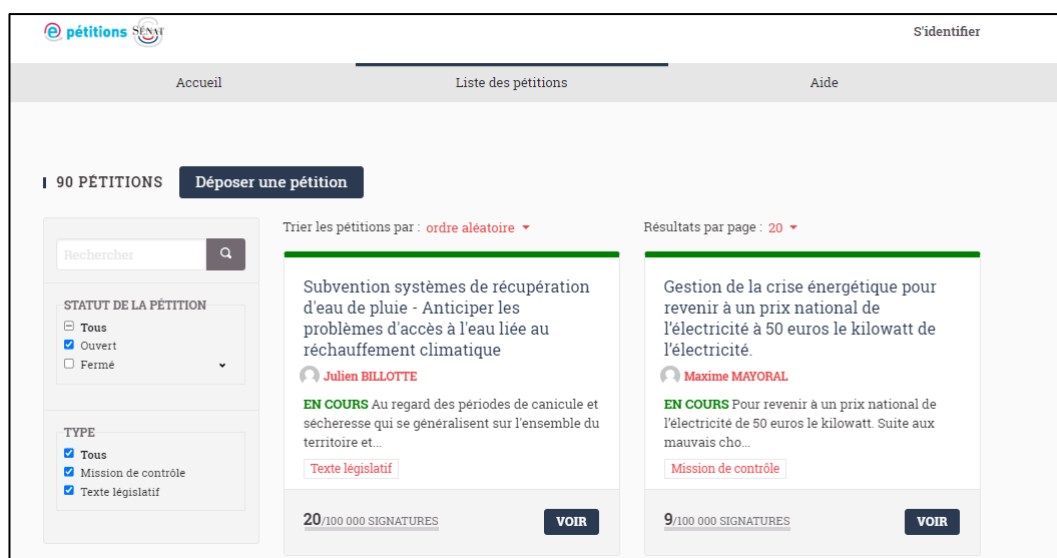 e pétitions SÉNAT
S'identifier
Accueil
Liste des pétitions
Aide
90 PÉTITIONS
Déposer une pétition
Rechercher
STATUT DE LA PÉTITION
Tous
Ouvert
Fermé
TYPE
Tous
Mission de contrôle
Texte législatif
Trier les pétitions par : ordre aléatoire
Résultats par page : 20
Subvention systèmes de récupération
d'eau de pluie - Anticiper les
problèmes d'accès à l'eau liée au
réchauffement climatique
Julien BILLOTTE
EN COURS Au regard des périodes de canicule et
sécheresse qui se généralisent sur l'ensemble du
territoire et...
Texte législatif
20/100 000 SIGNATURES
VOIR
Gestion de la crise énergétique pour
revenir à un prix national de
l’électricité à 50 euros le kilowatt de
l’électricité.
Maxime MAYORAL
EN COURS Pour revenir à un prix national de
l’électricité de 50 euros le kilowatt. Suite aux
mauvais cho...
Mission de contrôle
9/100 000 SIGNATURES
VOIR